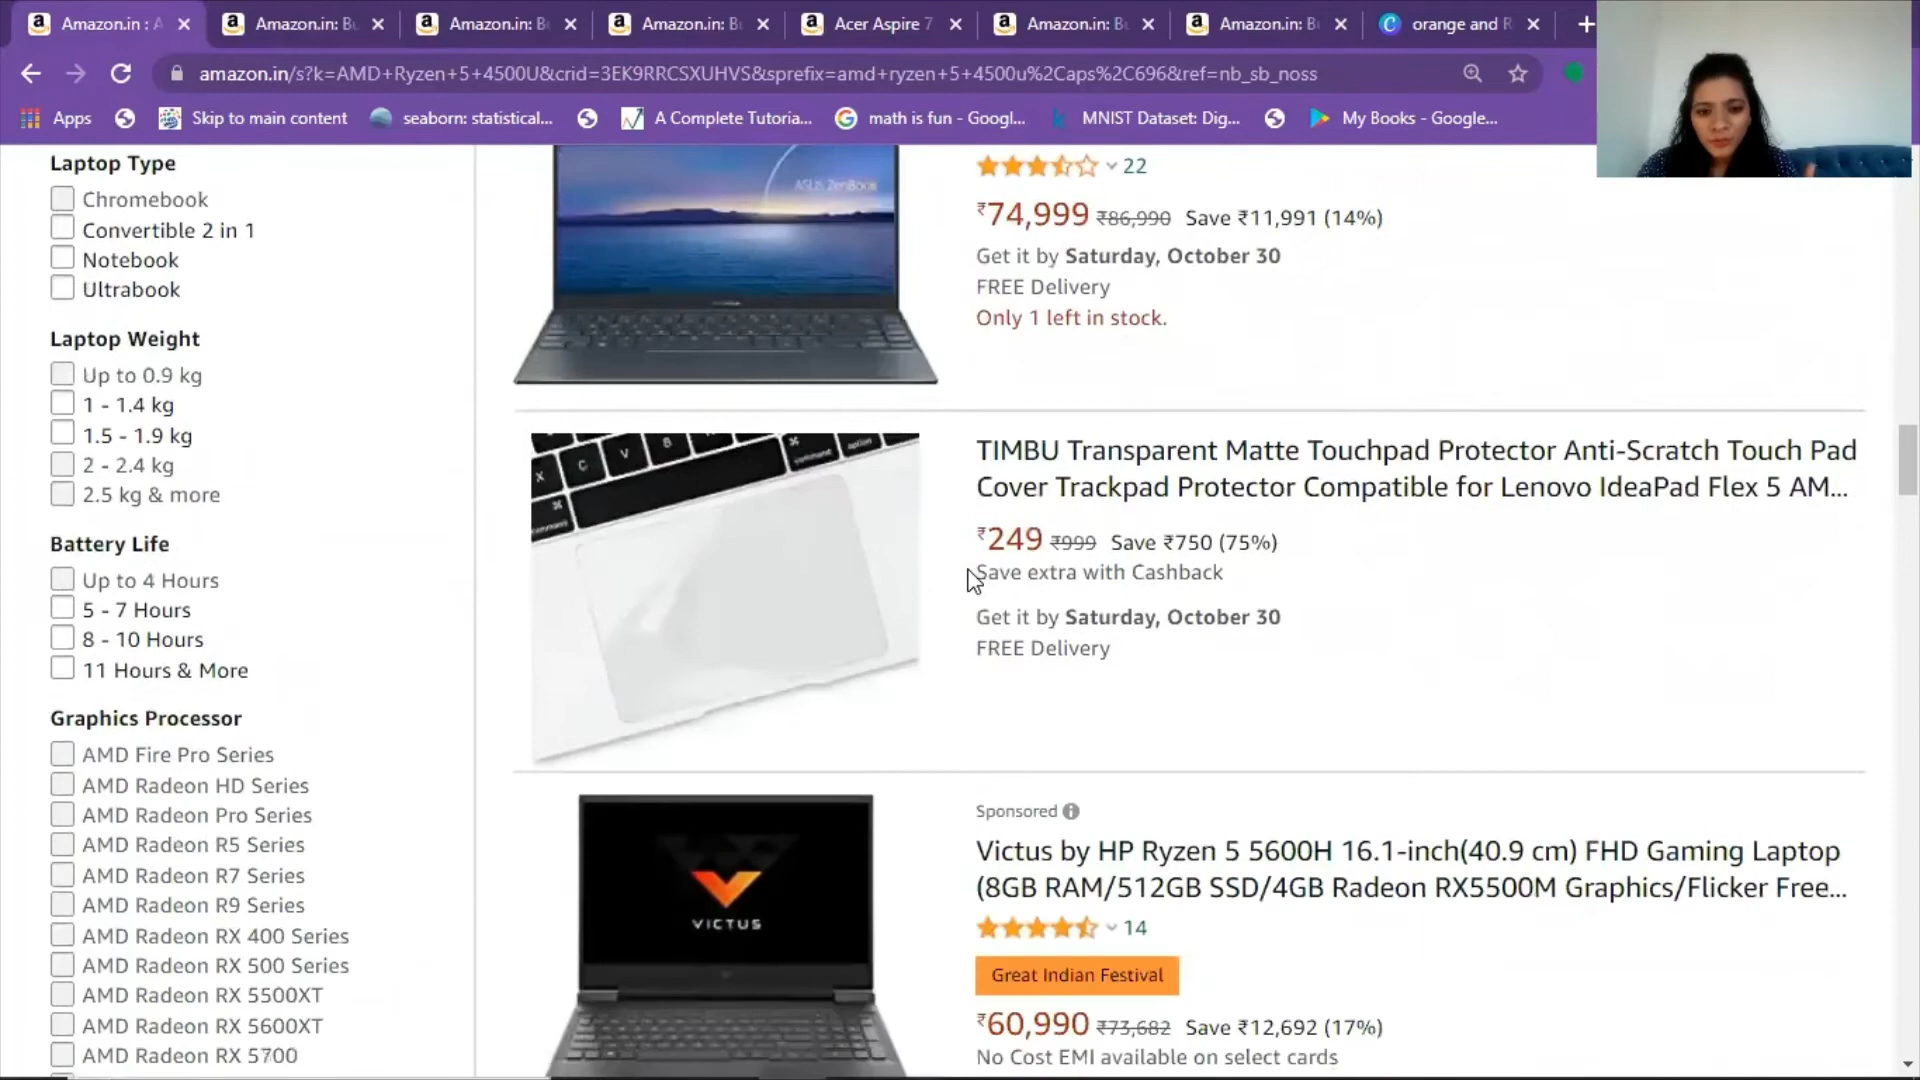 Amazon.in : A
Amazon.in: Bu
Amazon.in: Bu
Amazon.in: Bu
Acer Aspire 7
Amazon.in: Bu
Amazon.in: Bu
orange and R
amazon.in/s?k=AMD+Ryzen+5+4500U&crid=3EK9RRCSXUHVS&sprefix=amd+ryzen+5+4500u%2Caps%2C696&ref=nb_sb_noss
Apps
Skip to main content
seaborn: statistical...
A Complete Tutoria...
math is fun - Googl...
MNIST Dataset: Dig...
My Books - Google...
Laptop Type
Chromebook
Convertible 2 in 1
Notebook
Ultrabook
Laptop Weight
Up to 0.9 kg
1 - 1.4 kg
1.5 - 1.9 kg
2 - 2.4 kg
2.5 kg & more
Battery Life
Up to 4 Hours
5 - 7 Hours
8 - 10 Hours
11 Hours & More
Graphics Processor
AMD Fire Pro Series
AMD Radeon HD Series
AMD Radeon Pro Series
AMD Radeon R5 Series
AMD Radeon R7 Series
AMD Radeon R9 Series
AMD Radeon RX 400 Series
AMD Radeon RX 500 Series
AMD Radeon RX 5500XT
AMD Radeon RX 5600XT
AMD Radeon RX 5700
ASUS ZenBook
22
₹74,999 ₹86,990 Save ₹11,991 (14%)
Get it by Saturday, October 30
FREE Delivery
Only 1 left in stock.
X C V B
command option
command
TIMBU Transparent Matte Touchpad Protector Anti-Scratch Touch Pad
Cover Trackpad Protector Compatible for Lenovo IdeaPad Flex 5 AM...
₹249 ₹999 Save ₹750 (75%)
Save extra with Cashback
Get it by Saturday, October 30
FREE Delivery
VICTUS
Sponsored
Victus by HP Ryzen 5 5600H 16.1-inch(40.9 cm) FHD Gaming Laptop
(8GB RAM/512GB SSD/4GB Radeon RX5500M Graphics/Flicker Free...
14
Great Indian Festival
₹60,990 ₹73,682 Save ₹12,692 (17%)
No Cost EMI available on select cards